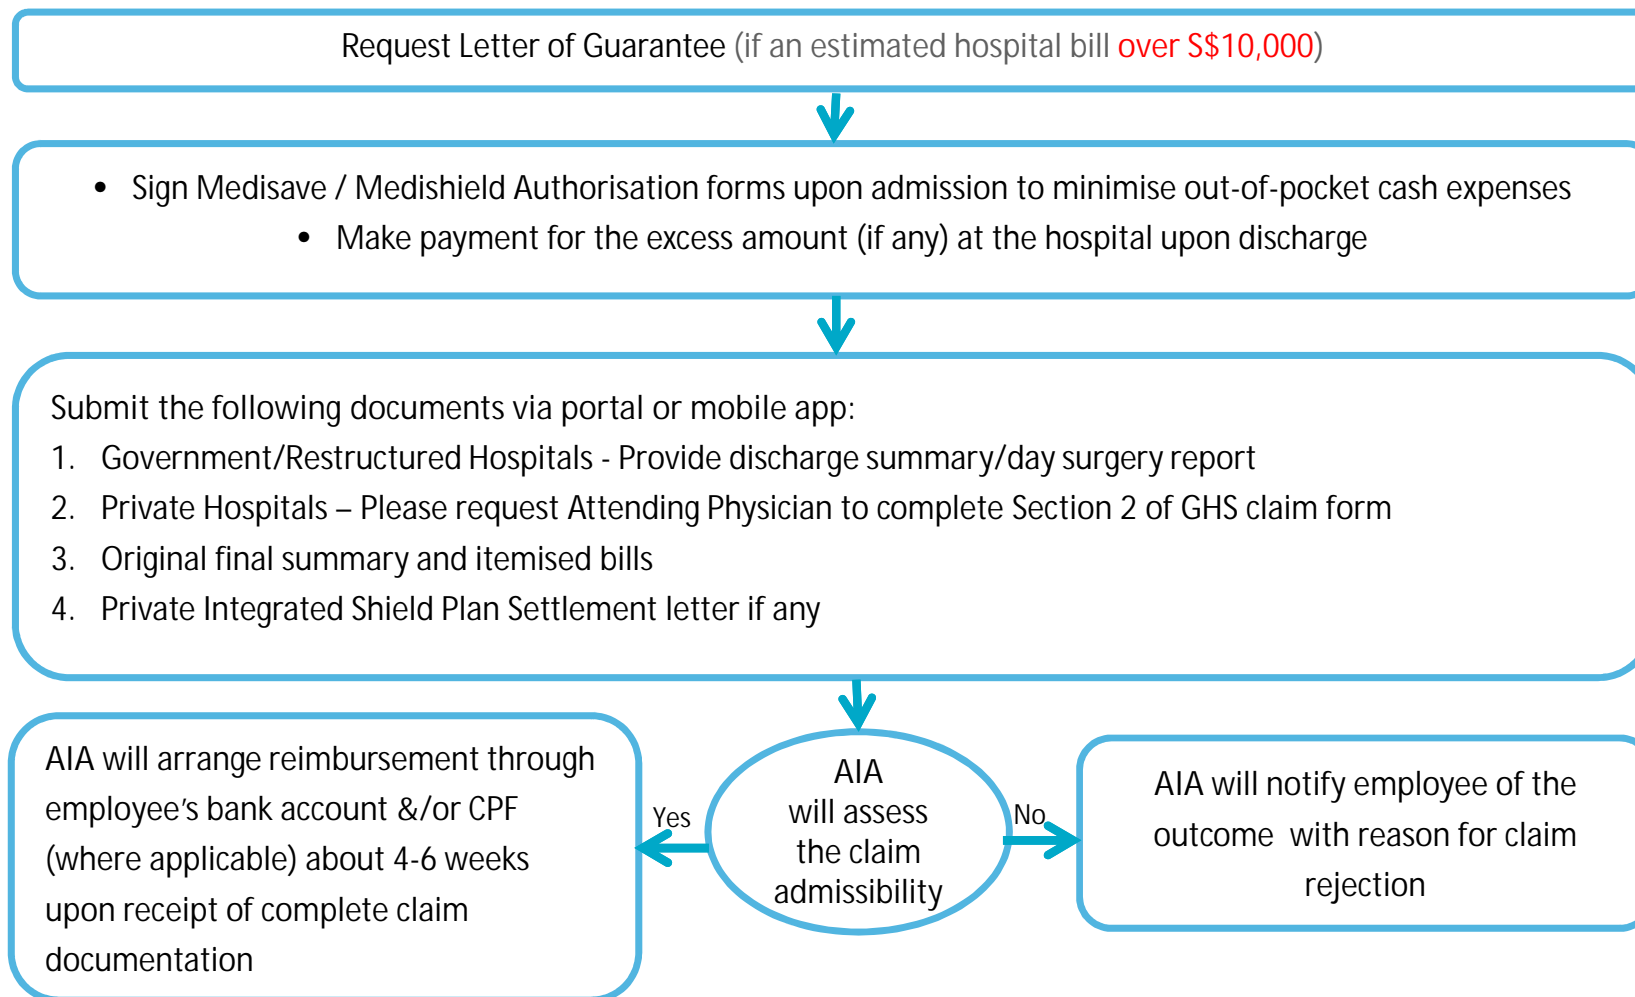 Request Letter of Guarantee (if an estimated hospital bill over S$10,000)
• Sign Medisave / Medishield Authorisation forms upon admission to minimise out-of-pocket cash expenses
• Make payment for the excess amount (if any) at the hospital upon discharge
Submit the following documents via portal or mobile app:
1. Government/Restructured Hospitals - Provide discharge summary/day surgery report
2. Private Hospitals – Please request Attending Physician to complete Section 2 of GHS claim form
3. Original final summary and itemised bills
4. Private Integrated Shield Plan Settlement letter if any
AIA will arrange reimbursement through
employee's bank account &/or CPF
(where applicable) about 4-6 weeks
upon receipt of complete claim
documentation
Yes
AIA
will assess
the claim
admissibility
No
AIA will notify employee of the
outcome with reason for claim
rejection